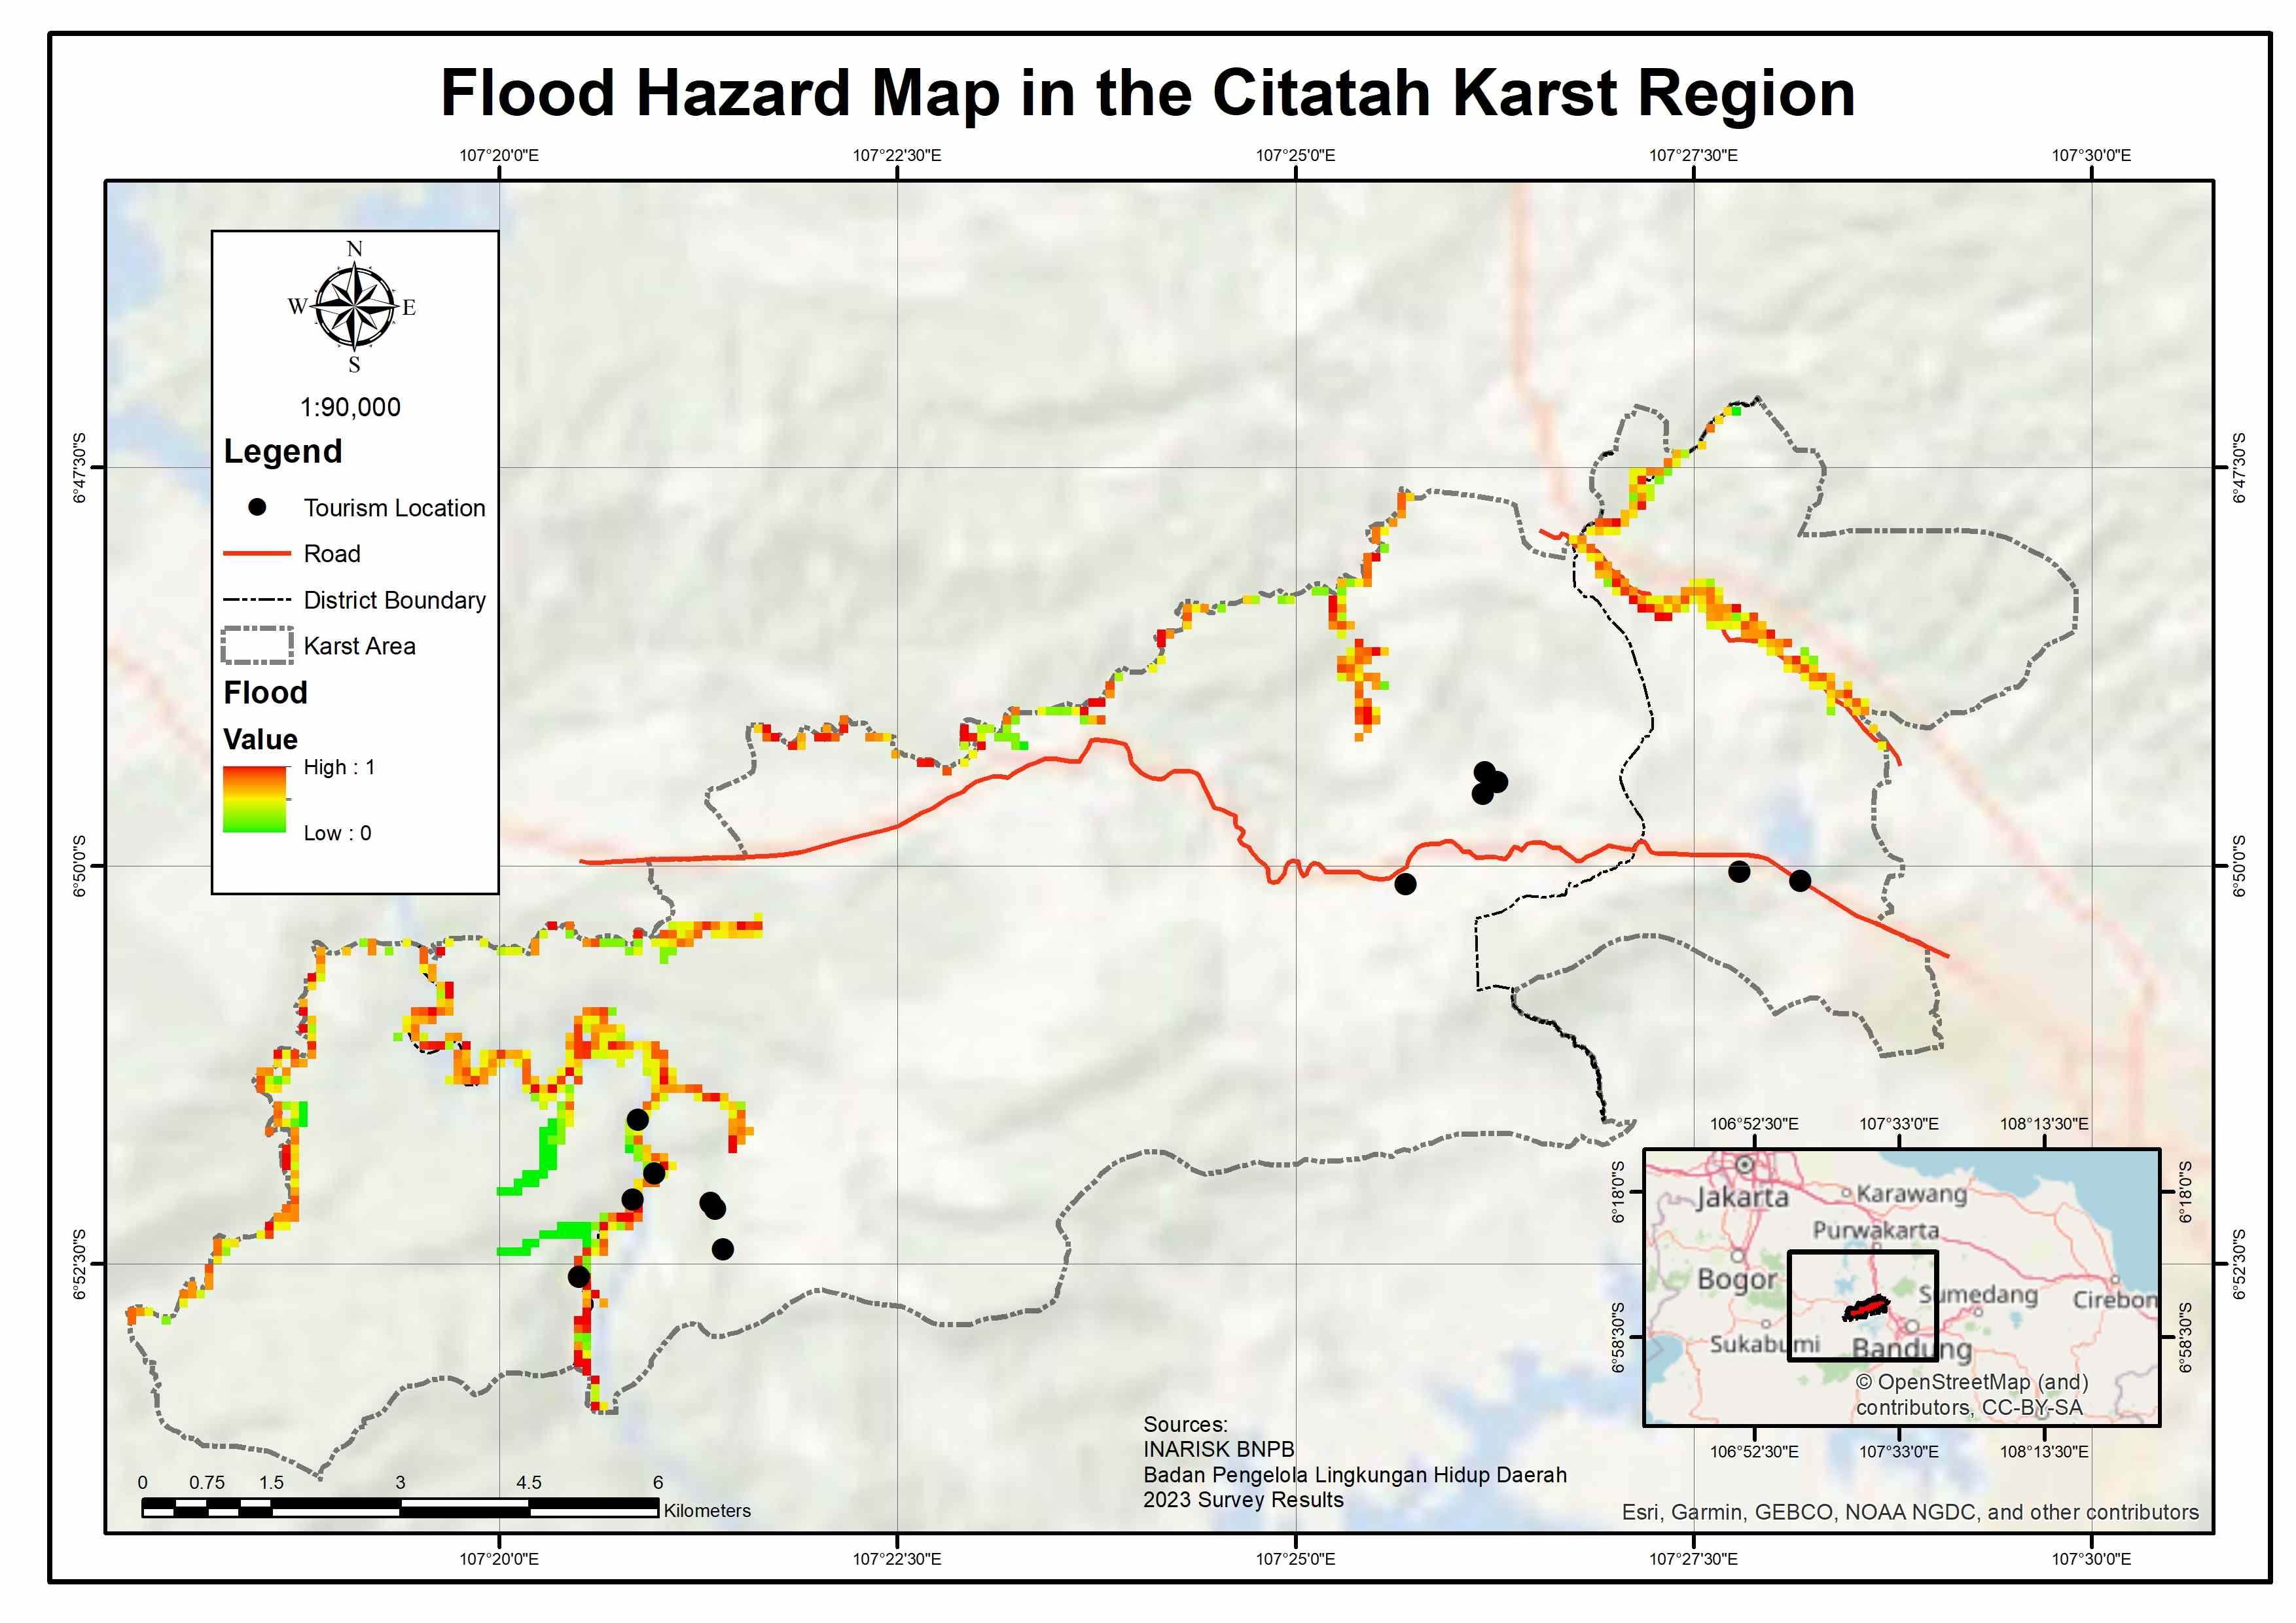 Flood Hazard Map in the Citatah Karst Region
107°20'0"E 107°22'30"E 107°25'0"E 107°27'30"E 107°30'0"E
N
W E
S
1:90,000
Legend
Tourism Location
Road
District Boundary
Karst Area
Flood
Value
High : 1
Low : 0
6°47'30"S 6°47'30"S
6°50'0"S 6°50'0"S
6°52'30"S 6°52'30"S
106°52'30"E 107°33'0"E 108°13'30"E
6°18'0"S 6°18'0"S
6°58'30"S 6°58'30"S
Jakarta
Karawang
Purwakarta
Bogor
Sumedang
Cirebon
Sukabumi
Bandung
© OpenStreetMap (and)
contributors, CC-BY-SA
106°52'30"E 107°33'0"E 108°13'30"E
Sources:
INARISK BNPB
Badan Pengelola Lingkungan Hidup Daerah
2023 Survey Results
0 0.75 1.5 3 4.5 6
Kilometers
Esri, Garmin, GEBCO, NOAA NGDC, and other contributors
107°20'0"E 107°22'30"E 107°25'0"E 107°27'30"E 107°30'0"E